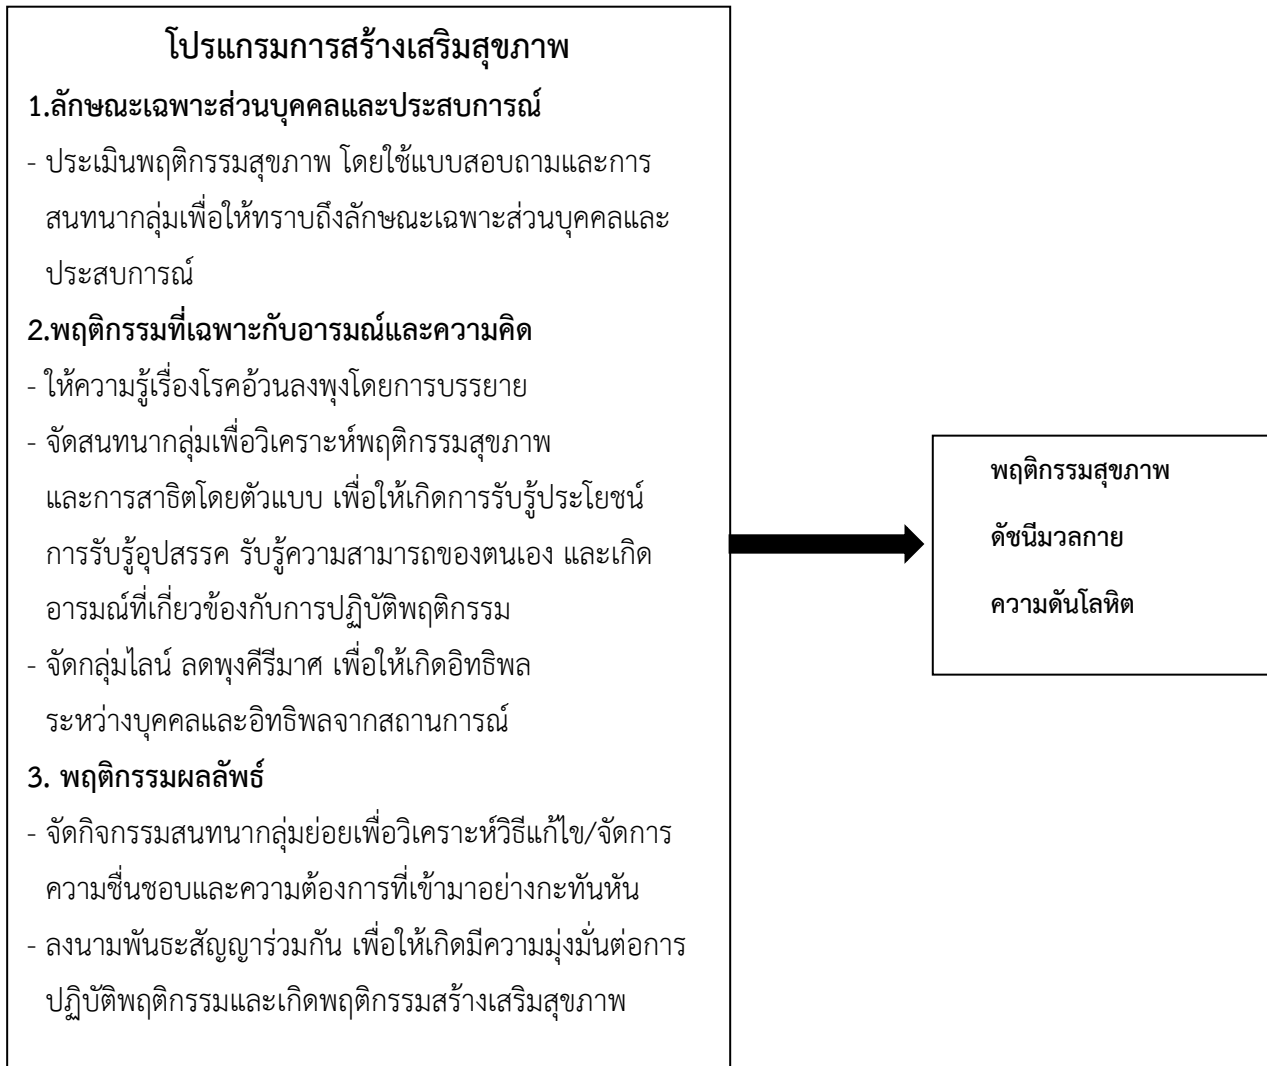 โปรแกรมการสร้างเสริมสุขภาพ
1.ลักษณะเฉพาะส่วนบุคคลและประสบการณ์
- ประเมินพฤติกรรมสุขภาพ โดยใช้แบบสอบถามและการ
สนทนากลุ่มเพื่อให้ทราบถึงลักษณะเฉพาะส่วนบุคคลและ
ประสบการณ์
2.พฤติกรรมที่เฉพาะกับอารมณ์และความคิด
- ให้ความรู้เรื่องโรคอ้วนลงพุงโดยการบรรยาย
- จัดสนทนากลุ่มเพื่อวิเคราะห์พฤติกรรมสุขภาพ
และการสาธิตโดยตัวแบบ เพื่อให้เกิดการรับรู้ประโยชน์
การรับรู้อุปสรรค รับรู้ความสามารถของตนเอง และเกิด
อารมณ์ที่เกี่ยวข้องกับการปฏิบัติพฤติกรรม
- จัดกลุ่มไลน์ ลดพุงคีรีมาศ เพื่อให้เกิดอิทธิพล
ระหว่างบุคคลและอิทธิพลจากสถานการณ์
3. พฤติกรรมผลลัพธ์
- จัดกิจกรรมสนทนากลุ่มย่อยเพื่อวิเคราะห์วิธีแก้ไข/จัดการ
ความชื่นชอบและความต้องการที่เข้ามาอย่างกะทันหัน
- ลงนามพันธะสัญญาร่วมกัน เพื่อให้เกิดมีความมุ่งมั่นต่อการ
ปฏิบัติพฤติกรรมและเกิดพฤติกรรมสร้างเสริมสุขภาพ
พฤติกรรมสุขภาพ
ดัชนีมวลกาย
ความดันโลหิต